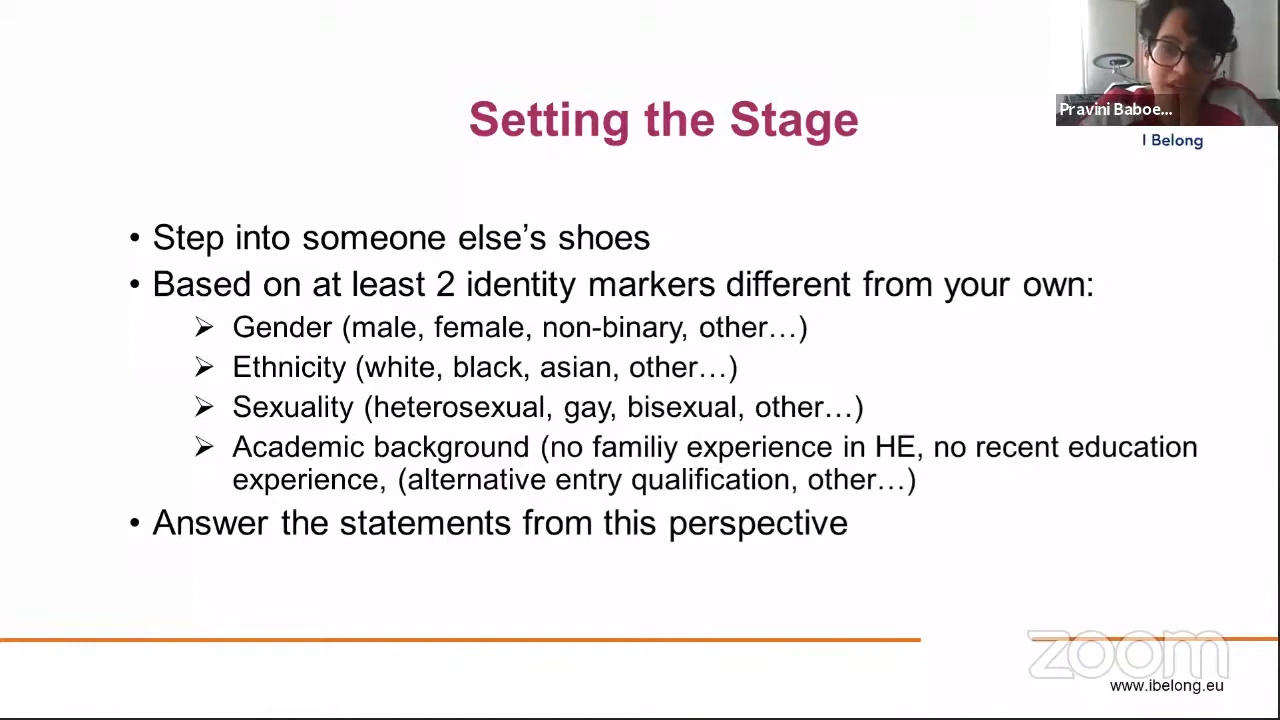 Setting the Stage
Pravini Baboe...
I Belong
• Step into someone else’s shoes
• Based on at least 2 identity markers different from your own:
➢ Gender (male, female, non-binary, other…)
➢ Ethnicity (white, black, asian, other…)
➢ Sexuality (heterosexual, gay, bisexual, other…)
➢ Academic background (no familiy experience in HE, no recent education
experience, (alternative entry qualification, other…)
• Answer the statements from this perspective
zoom
www.ibelong.eu